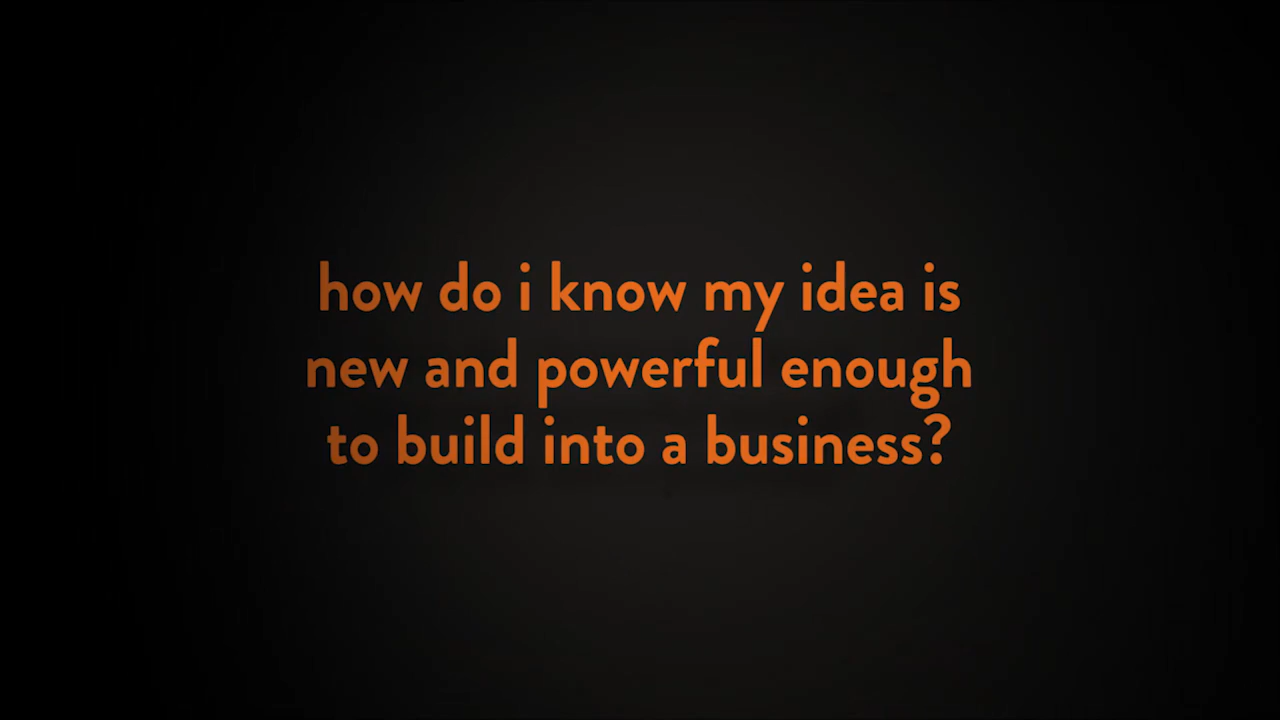 how do i know my idea is
new and powerful enough
to build into a business?